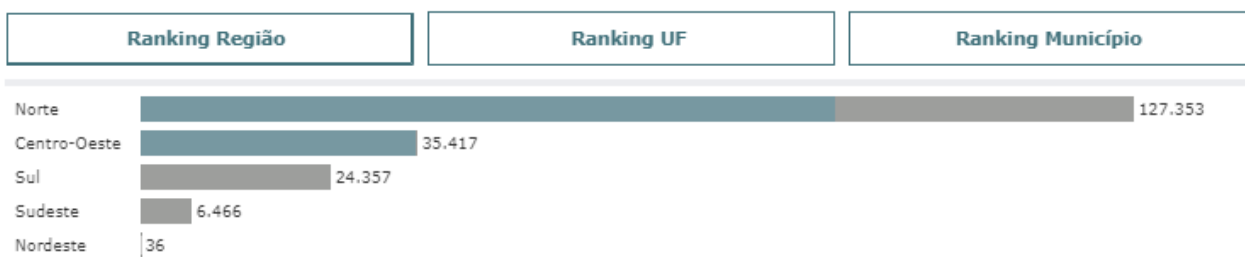 Ranking Região Ranking UF Ranking Município
Norte 127.353
Centro-Oeste 35.417
Sul 24.357
Sudeste 6.466
Nordeste 36